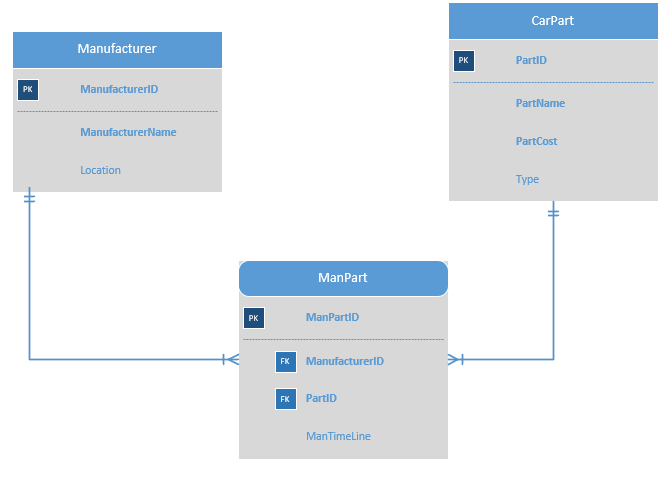 Manufacturer
PK ManufacturerID
ManufacturerName
Location
CarPart
PK PartID
PartName
PartCost
Type
ManPart
PK ManPartID
FK ManufacturerID
FK PartID
ManTimeLine